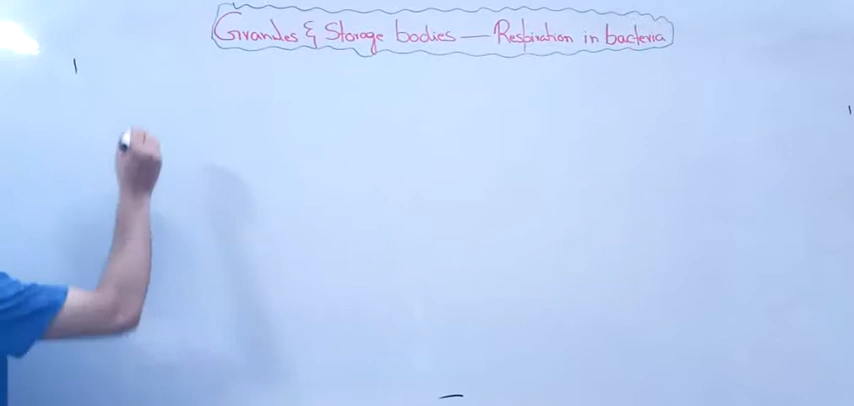 Granules & Storage bodies — Respiration in bacteria